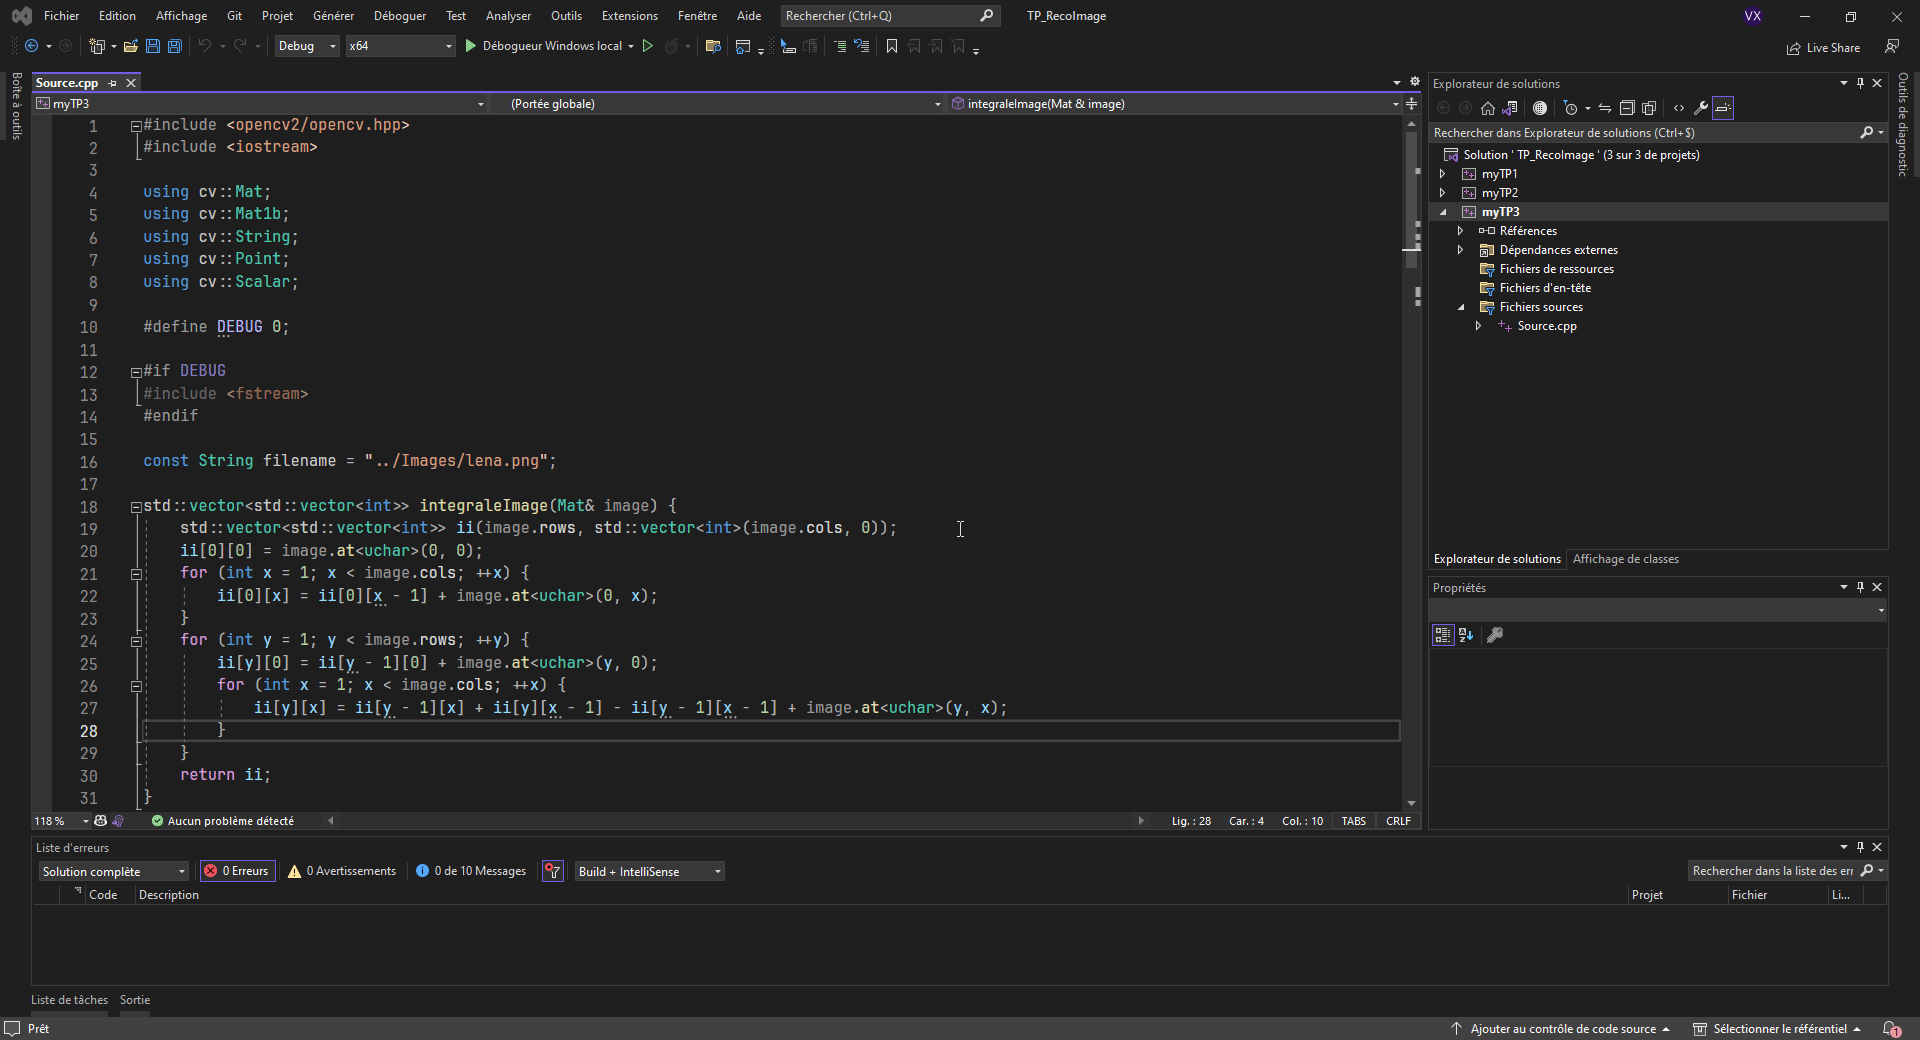 Fichier Edition Affichage Git Projet Générer Déboguer Test Analyser Outils Extensions Fenêtre Aide Rechercher (Ctrl+Q) TP_RecoImage VX
Debug x64 Débogueur Windows local Live Share
Boîte à outils
Source.cpp
myTP3 (Portée globale) integraleImage(Mat & image)
1 #include <opencv2/opencv.hpp>
2 #include <iostream>
3
4 using cv::Mat;
5 using cv::Mat1b;
6 using cv::String;
7 using cv::Point;
8 using cv::Scalar;
9
10 #define DEBUG 0;
11
12 #if DEBUG
13 #include <fstream>
14 #endif
15
16 const String filename = "../Images/lena.png";
17
18 std::vector<std::vector<int>> integraleImage(Mat& image) {
19 std::vector<std::vector<int>> ii(image.rows, std::vector<int>(image.cols, 0));
20 ii[0][0] = image.at<uchar>(0, 0);
21 for (int x = 1; x < image.cols; ++x) {
22 ii[0][x] = ii[0][x - 1] + image.at<uchar>(0, x);
23 }
24 for (int y = 1; y < image.rows; ++y) {
25 ii[y][0] = ii[y - 1][0] + image.at<uchar>(y, 0);
26 for (int x = 1; x < image.cols; ++x) {
27 ii[y][x] = ii[y - 1][x] + ii[y][x - 1] - ii[y - 1][x - 1] + image.at<uchar>(y, x);
28 }
29 }
30 return ii;
31 }
118 % Aucun problème détecté Lig. : 28 Car. : 4 Col. : 10 TABS CRLF
Explorateur de solutions
Rechercher dans Explorateur de solutions (Ctrl+$)
Solution ' TP_RecoImage ' (3 sur 3 de projets)
myTP1
myTP2
myTP3
Références
Dépendances externes
Fichiers de ressources
Fichiers d'en-tête
Fichiers sources
Source.cpp
Explorateur de solutions Affichage de classes
Propriétés
Outils de diagnostic
Liste d'erreurs
Solution complète 0 Erreurs 0 Avertissements 0 de 10 Messages Build + IntelliSense Rechercher dans la liste des err
Code Description Projet Fichier Li...
Liste de tâches Sortie
Prêt Ajouter au contrôle de code source Sélectionner le référentiel 1